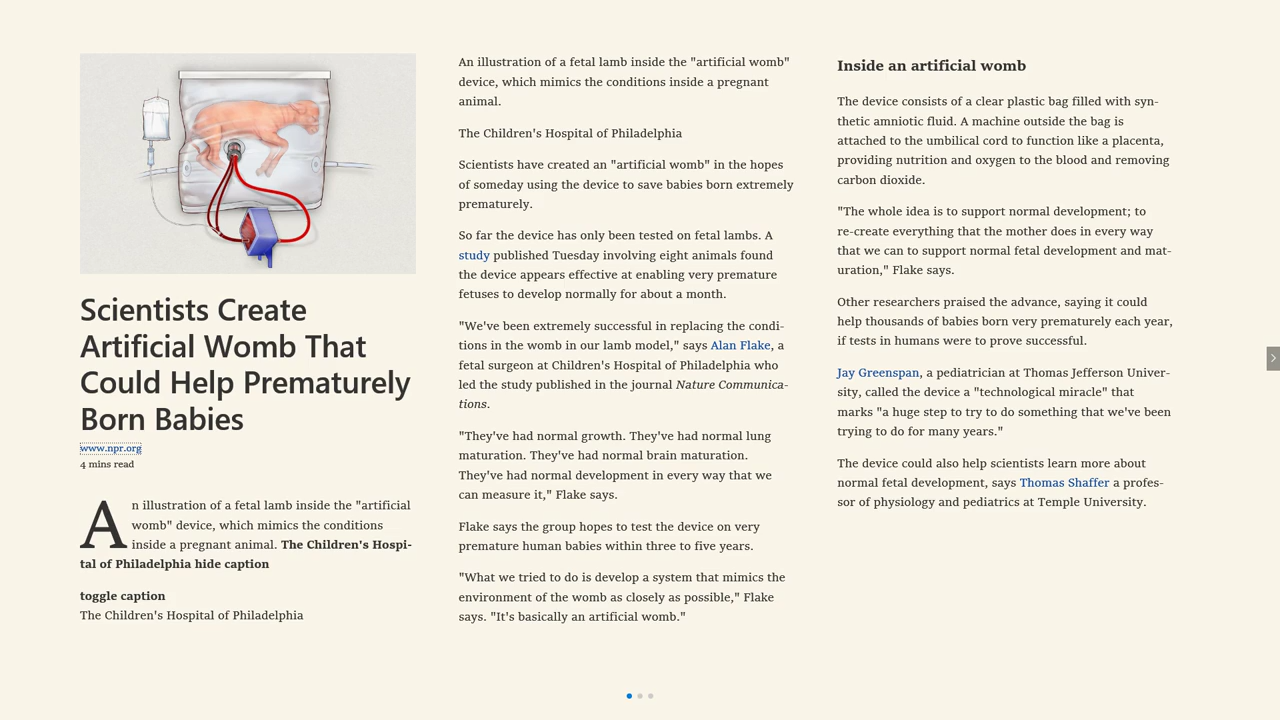 Scientists Create
Artificial Womb That
Could Help Prematurely
Born Babies
www.npr.org
4 mins read
An illustration of a fetal lamb inside the "artificial
womb" device, which mimics the conditions
inside a pregnant animal. The Children's Hospi-
tal of Philadelphia hide caption
toggle caption
The Children's Hospital of Philadelphia
An illustration of a fetal lamb inside the "artificial womb"
device, which mimics the conditions inside a pregnant
animal.
The Children's Hospital of Philadelphia
Scientists have created an "artificial womb" in the hopes
of someday using the device to save babies born extremely
prematurely.
So far the device has only been tested on fetal lambs. A
study published Tuesday involving eight animals found
the device appears effective at enabling very premature
fetuses to develop normally for about a month.
"We've been extremely successful in replacing the condi-
tions in the womb in our lamb model," says Alan Flake, a
fetal surgeon at Children's Hospital of Philadelphia who
led the study published in the journal Nature Communica-
tions.
"They've had normal growth. They've had normal lung
maturation. They've had normal brain maturation.
They've had normal development in every way that we
can measure it," Flake says.
Flake says the group hopes to test the device on very
premature human babies within three to five years.
"What we tried to do is develop a system that mimics the
environment of the womb as closely as possible," Flake
says. "It's basically an artificial womb."
Inside an artificial womb
The device consists of a clear plastic bag filled with syn-
thetic amniotic fluid. A machine outside the bag is
attached to the umbilical cord to function like a placenta,
providing nutrition and oxygen to the blood and removing
carbon dioxide.
"The whole idea is to support normal development; to
re-create everything that the mother does in every way
that we can to support normal fetal development and mat-
uration," Flake says.
Other researchers praised the advance, saying it could
help thousands of babies born very prematurely each year,
if tests in humans were to prove successful.
Jay Greenspan, a pediatrician at Thomas Jefferson Univer-
sity, called the device a "technological miracle" that
marks "a huge step to try to do something that we've been
trying to do for many years."
The device could also help scientists learn more about
normal fetal development, says Thomas Shaffer a profes-
sor of physiology and pediatrics at Temple University.